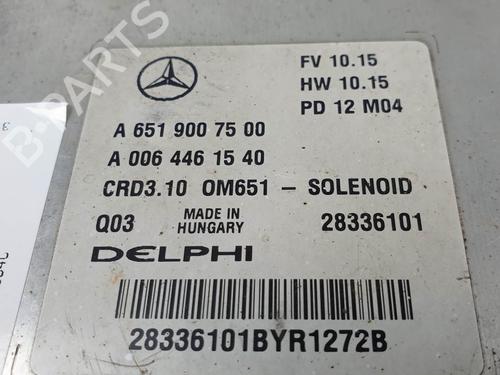 FV 10.15
HW 10.15
PD 12 M04
A 651 900 75 00
A 006 446 15 40
CRD3.10 OM651 - SOLENOID
Q03 MADE IN HUNGARY 28336101
DELPHI
28336101BYR1272B
B-PARTS